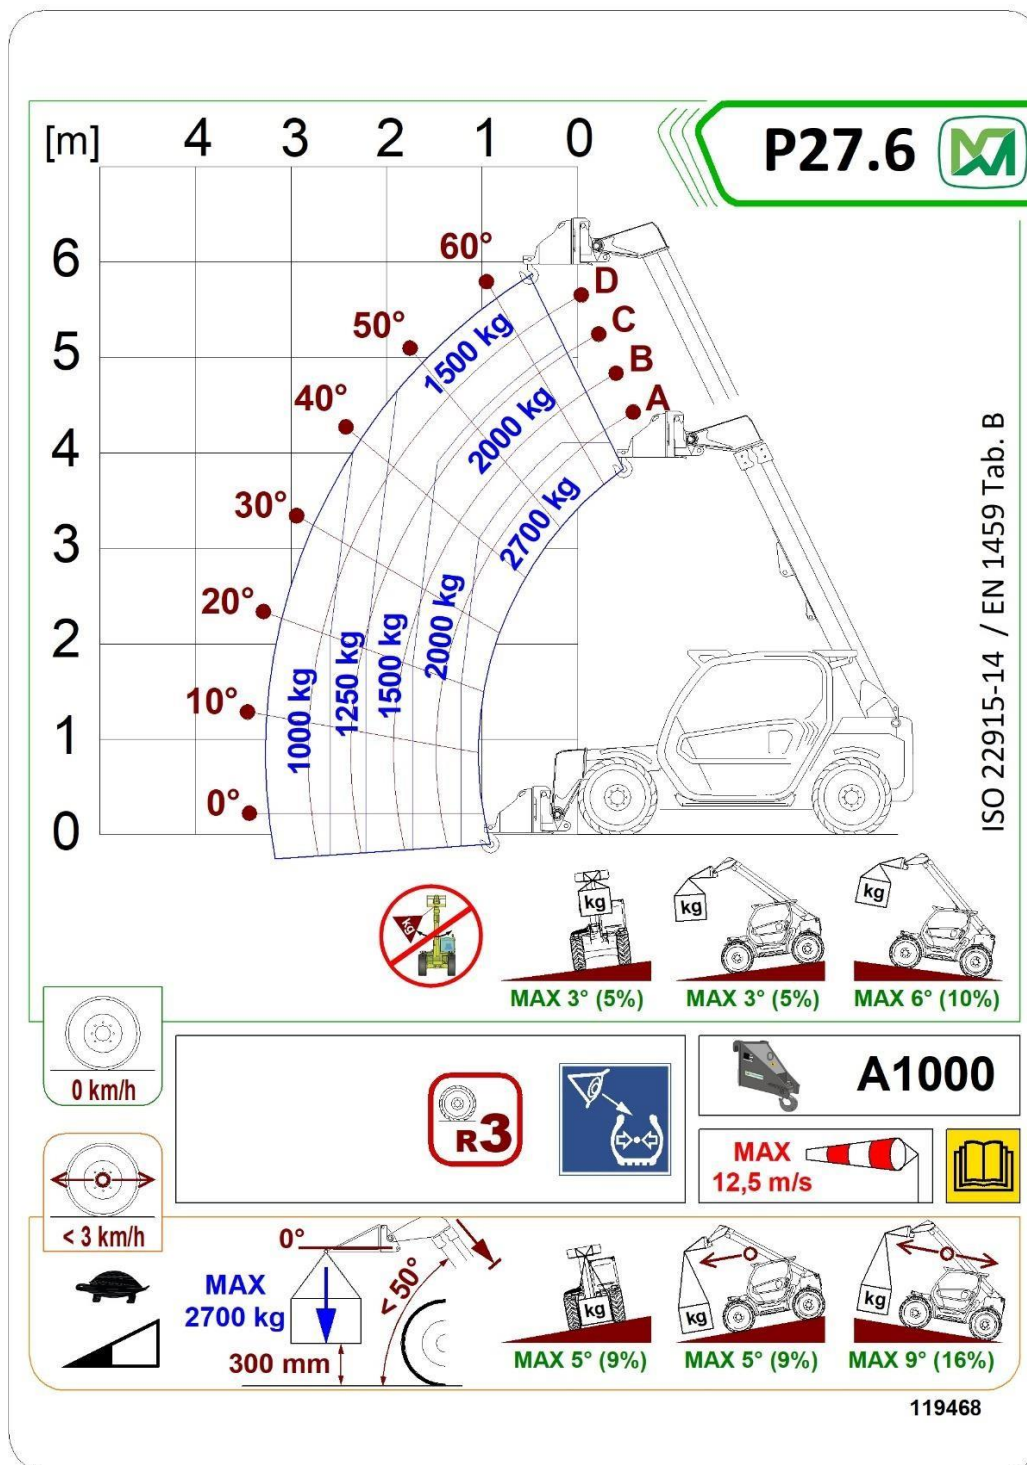 [m] 4 3 2 1 0
P27.6
6
5
4
3
2
1
0
60°
50°
40°
30°
20°
10°
0°
D
C
B
A
1500 kg
2000 kg
2700 kg
1000 kg
1250 kg
1500 kg
2000 kg
ISO 22915-14 / EN 1459 Tab. B
kg
kg
kg
kg
MAX 3° (5%)
MAX 3° (5%)
MAX 6° (10%)
0 km/h
R3
A1000
MAX
12,5 m/s
< 3 km/h
0°
MAX
2700 kg
< 50°
300 mm
kg
kg
kg
MAX 5° (9%)
MAX 5° (9%)
MAX 9° (16%)
119468